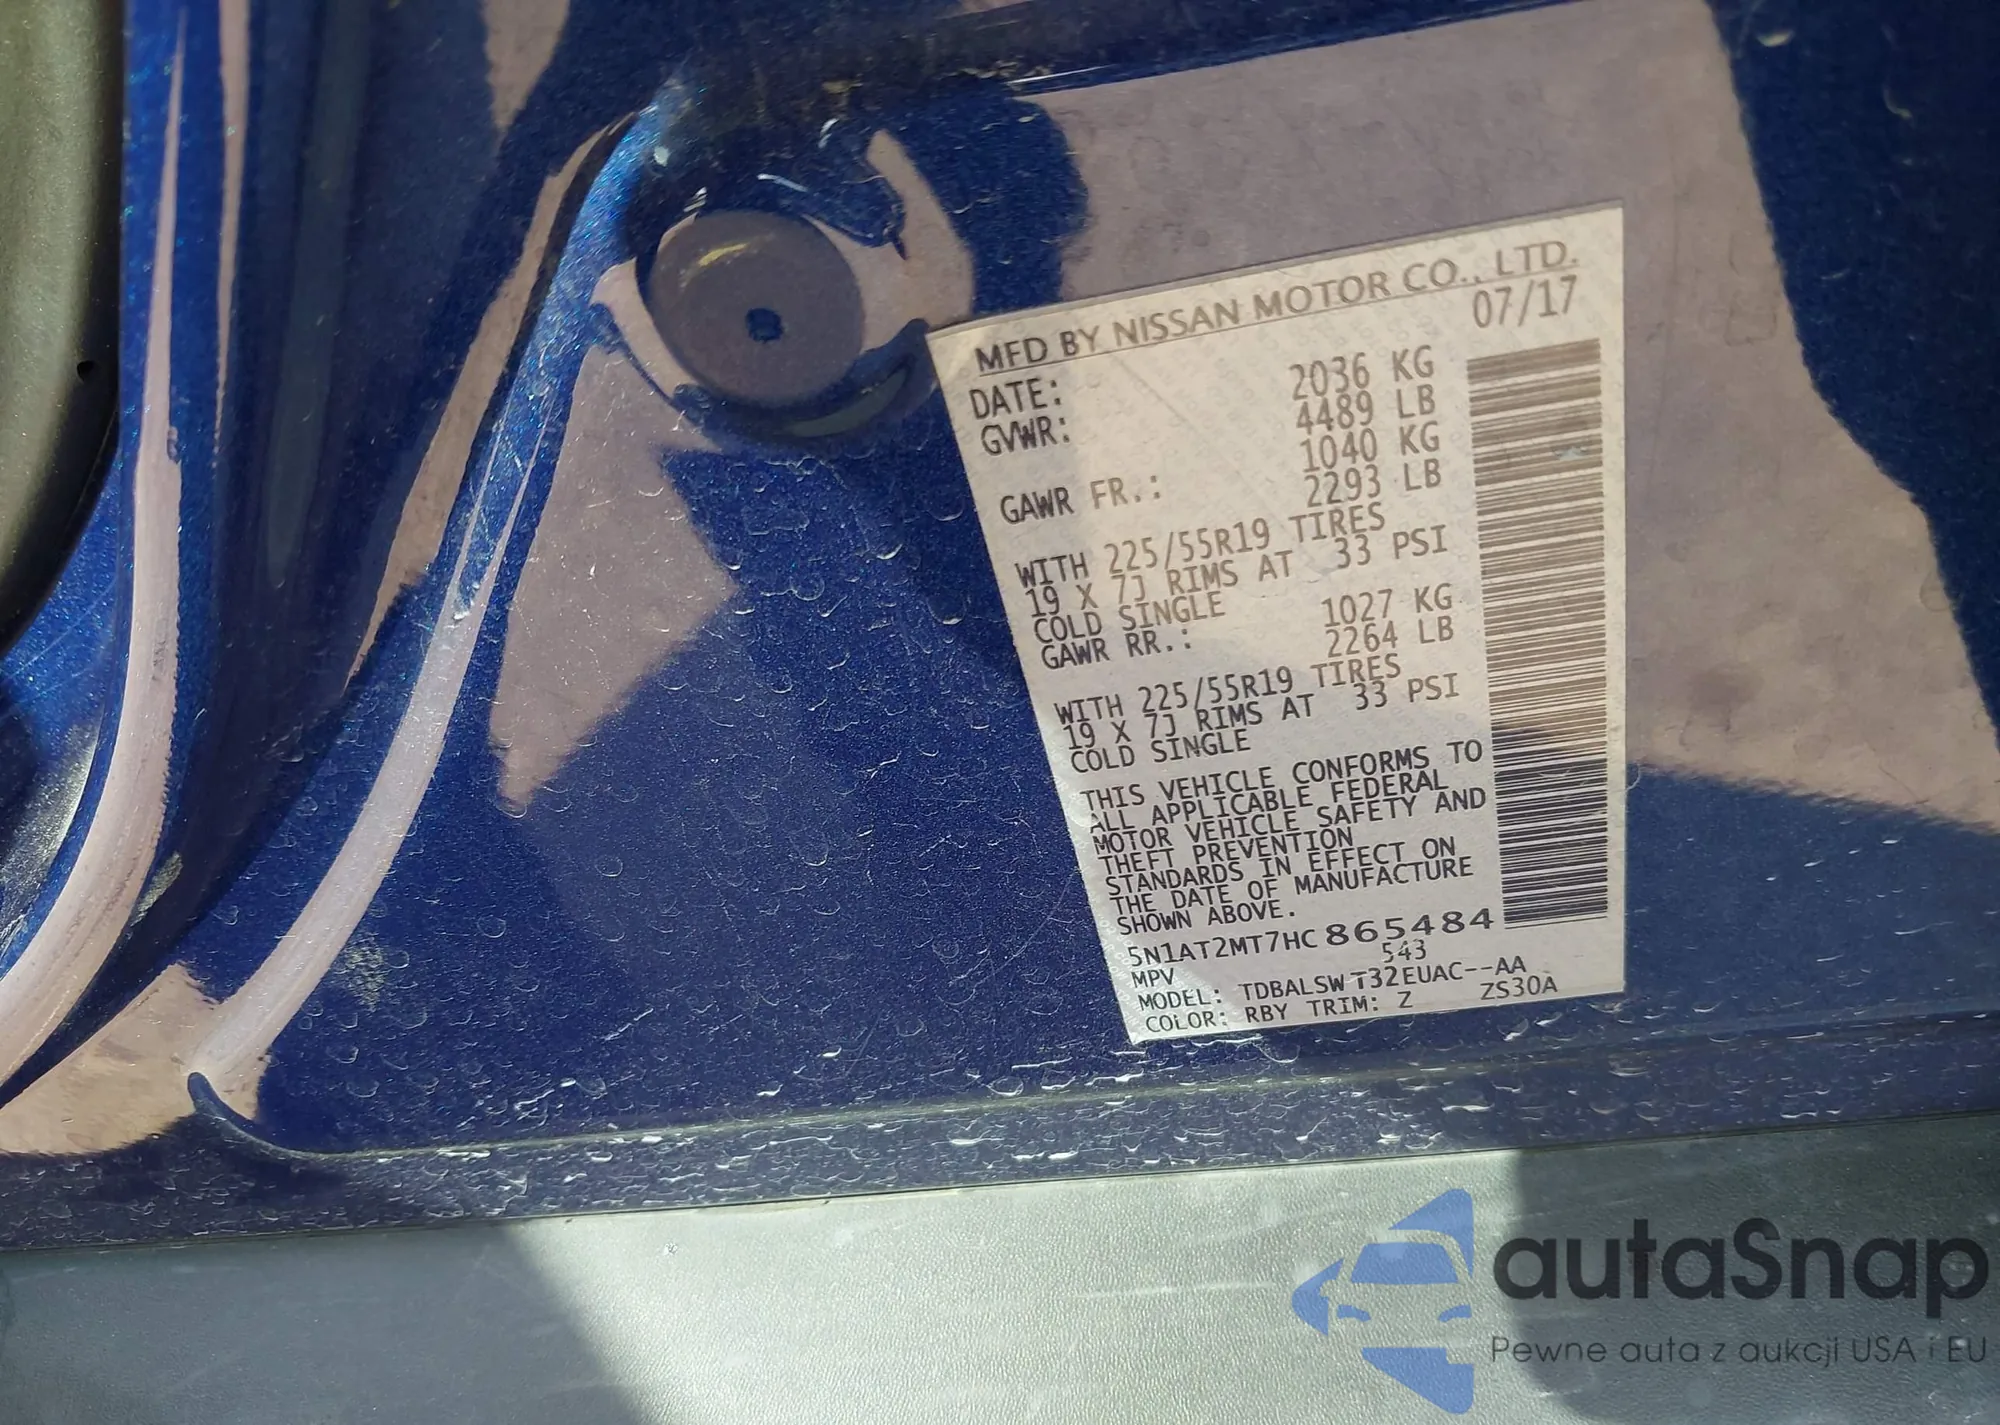 MFD BY NISSAN MOTOR CO., LTD.
DATE: 07/17
GVWR: 2036 KG
4489 LB
GAWR FR.: 1040 KG
2293 LB
WITH 225/55R19 TIRES
19 X 7J RIMS AT 33 PSI
COLD SINGLE
GAWR RR.: 1027 KG
2264 LB
WITH 225/55R19 TIRES
19 X 7J RIMS AT 33 PSI
COLD SINGLE
THIS VEHICLE CONFORMS TO
ALL APPLICABLE FEDERAL
MOTOR VEHICLE SAFETY AND
THEFT PREVENTION
STANDARDS IN EFFECT ON
THE DATE OF MANUFACTURE
SHOWN ABOVE.
5N1AT2MT7HC865484
MPV 543
MODEL: TDBALSWT32EUAC--AA
COLOR: RBY TRIM: Z ZS30A
autaSnap
Pewne auta z aukcji USA i EU